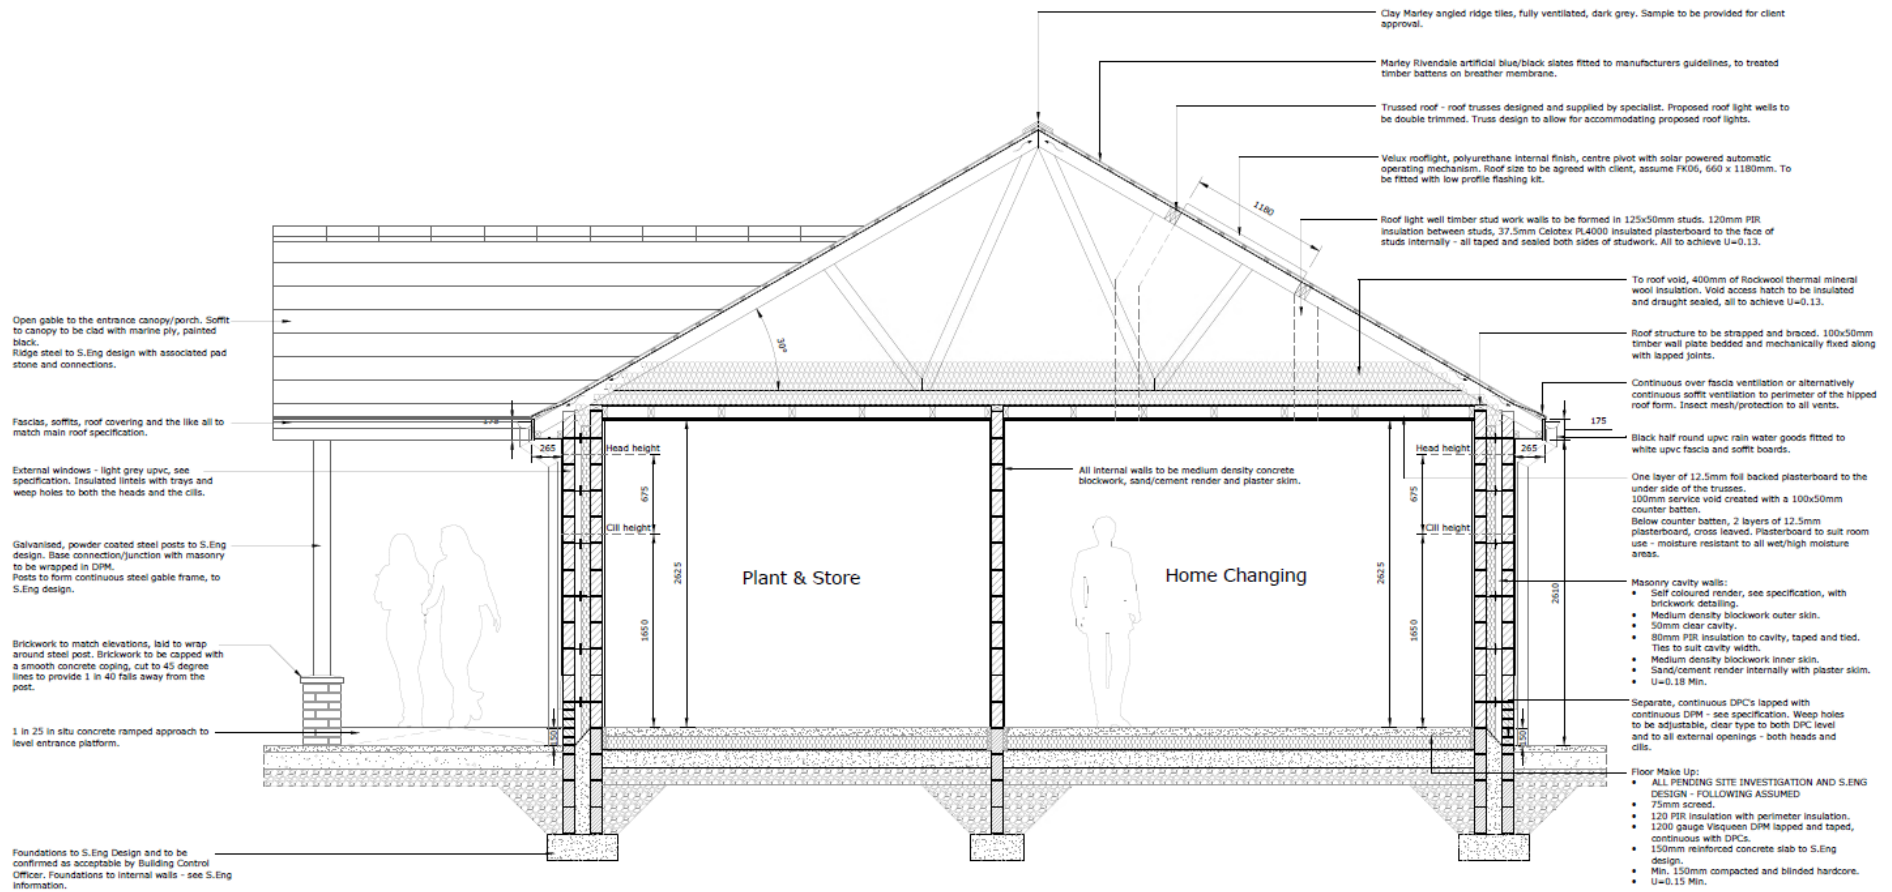 Clay Marley angled ridge tiles, fully ventilated, dark grey. Sample to be provided for client
approval.
Marley Rivendale artificial blue/black slates fitted to manufacturers guidelines, to treated
timber battens on breather membrane.
Trussed roof - roof trusses designed and supplied by specialist. Proposed roof light wells to
be double trimmed. Truss design to allow for accommodating proposed roof lights.
Velux rooflight, polyurethane internal finish, centre pivot with solar powered automatic
operating mechanism. Roof size to be agreed with client, assume FK06, 660 x 1180mm. To
be fitted with low profile flashing kit.
1180
Roof light well timber stud work walls to be formed in 125x50mm studs. 120mm PIR
insulation between studs, 37.5mm Celotex PL4000 insulated plasterboard to the face of
studs internally - all taped and sealed both sides of studwork. All to achieve U=0.13.
To roof void, 400mm of Rockwool thermal mineral
wool insulation. Void access hatch to be insulated
and draught sealed, all to achieve U=0.13.
Roof structure to be strapped and braced. 100x50mm
timber wall plate bedded and mechanically fixed along
with lapped joints.
Continuous over fascia ventilation or alternatively
continuous soffit ventilation to perimeter of the hipped
roof form. Insect mesh/protection to all vents.
175
Black half round upvc rain water goods fitted to
white upvc fascia and soffit boards.
One layer of 12.5mm foil backed plasterboard to the
under side of the trusses.
100mm service void created with a 100x50mm
counter batten.
Below counter batten, 2 layers of 12.5mm
plasterboard, cross leaved. Plasterboard to suit room
use - moisture resistant to all wet/high moisture
areas.
Masonry cavity walls:
• Self coloured render, see specification, with
brickwork detailing.
• Medium density blockwork outer skin.
• 50mm clear cavity.
• 80mm PIR insulation to cavity, taped and tied.
Ties to suit cavity width.
• Medium density blockwork inner skin.
• Sand/cement render internally with plaster skim.
• U=0.18 Min.
Separate, continuous DPC's lapped with
continuous DPM - see specification. Weep holes
to be adjustable, clear type to both DPC level
and to all external openings - both heads and
cills.
Floor Make Up:
• ALL PENDING SITE INVESTIGATION AND S.ENG
DESIGN - FOLLOWING ASSUMED
• 75mm screed.
• 120 PIR insulation with perimeter insulation.
• 1200 gauge Visqueen DPM lapped and taped,
continuous with DPCs.
• 150mm reinforced concrete slab to S.Eng
design.
• Min. 150mm compacted and blinded hardcore.
• U=0.15 Min.
Open gable to the entrance canopy/porch. Soffit
to canopy to be clad with marine ply, painted
black.
Ridge steel to S.Eng design with associated pad
stone and connections.
Fascias, soffits, roof covering and the like all to
match main roof specification.
External windows - light grey upvc, see
specification. Insulated lintels with trays and
weep holes to both the heads and the cills.
Galvanised, powder coated steel posts to S.Eng
design. Base connection/junction with masonry
to be wrapped in DPM.
Posts to form continuous steel gable frame, to
S.Eng design.
Brickwork to match elevations, laid to wrap
around steel post. Brickwork to be capped with
a smooth concrete coping, cut to 45 degree
lines to provide 1 in 40 falls away from the
post.
1 in 25 in situ concrete ramped approach to
level entrance platform.
Foundations to S.Eng Design and to be
confirmed as acceptable by Building Control
Officer. Foundations to internal walls - see S.Eng
information.
30°
265
Head height
675
Cill height
2625
1650
150
Plant & Store
All internal walls to be medium density concrete
blockwork, sand/cement render and plaster skim.
Home Changing
Head height
675
Cill height
2625
1650
265
2610
150